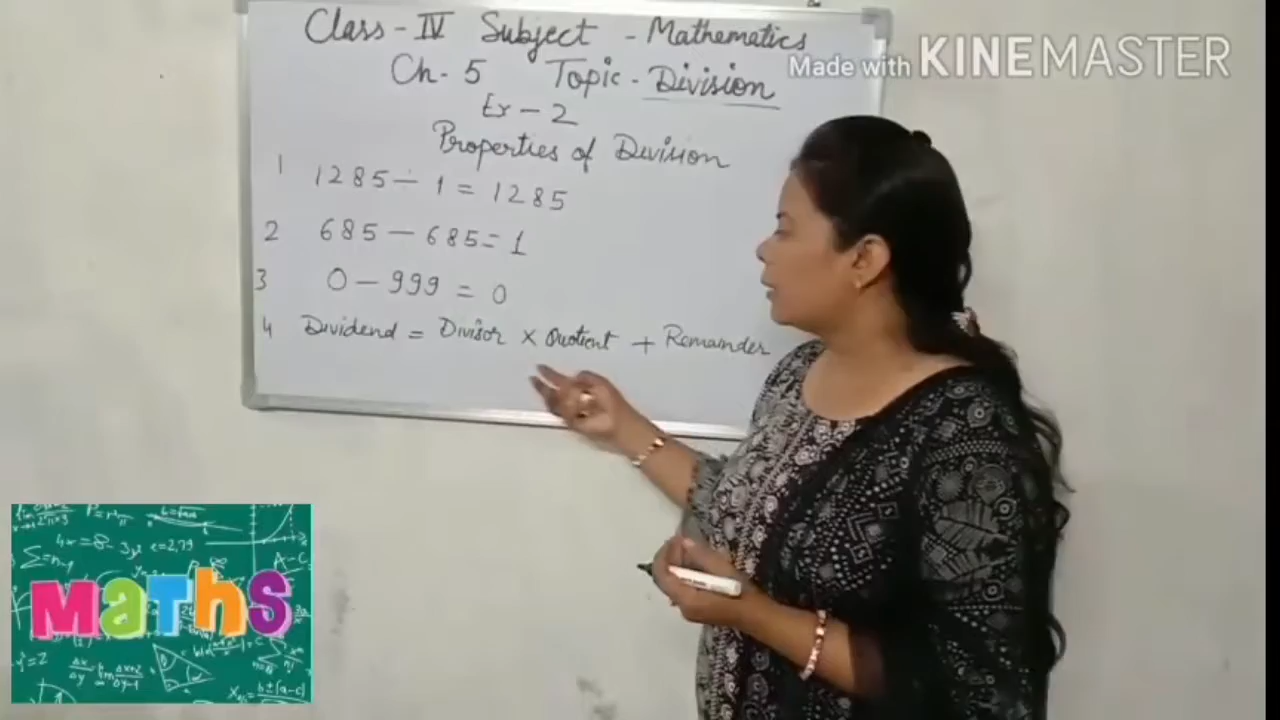 Class - IV Subject - Mathematics
Made with KINEMASTER
Ch. 5 Topic - Division
Ex - 2
Properties of Division
1 1285 ÷ 1 = 1285
2 685 — 685 = 1
3 0 — 999 = 0
4 Dividend = Divisor × Quotient + Remainder
Maths